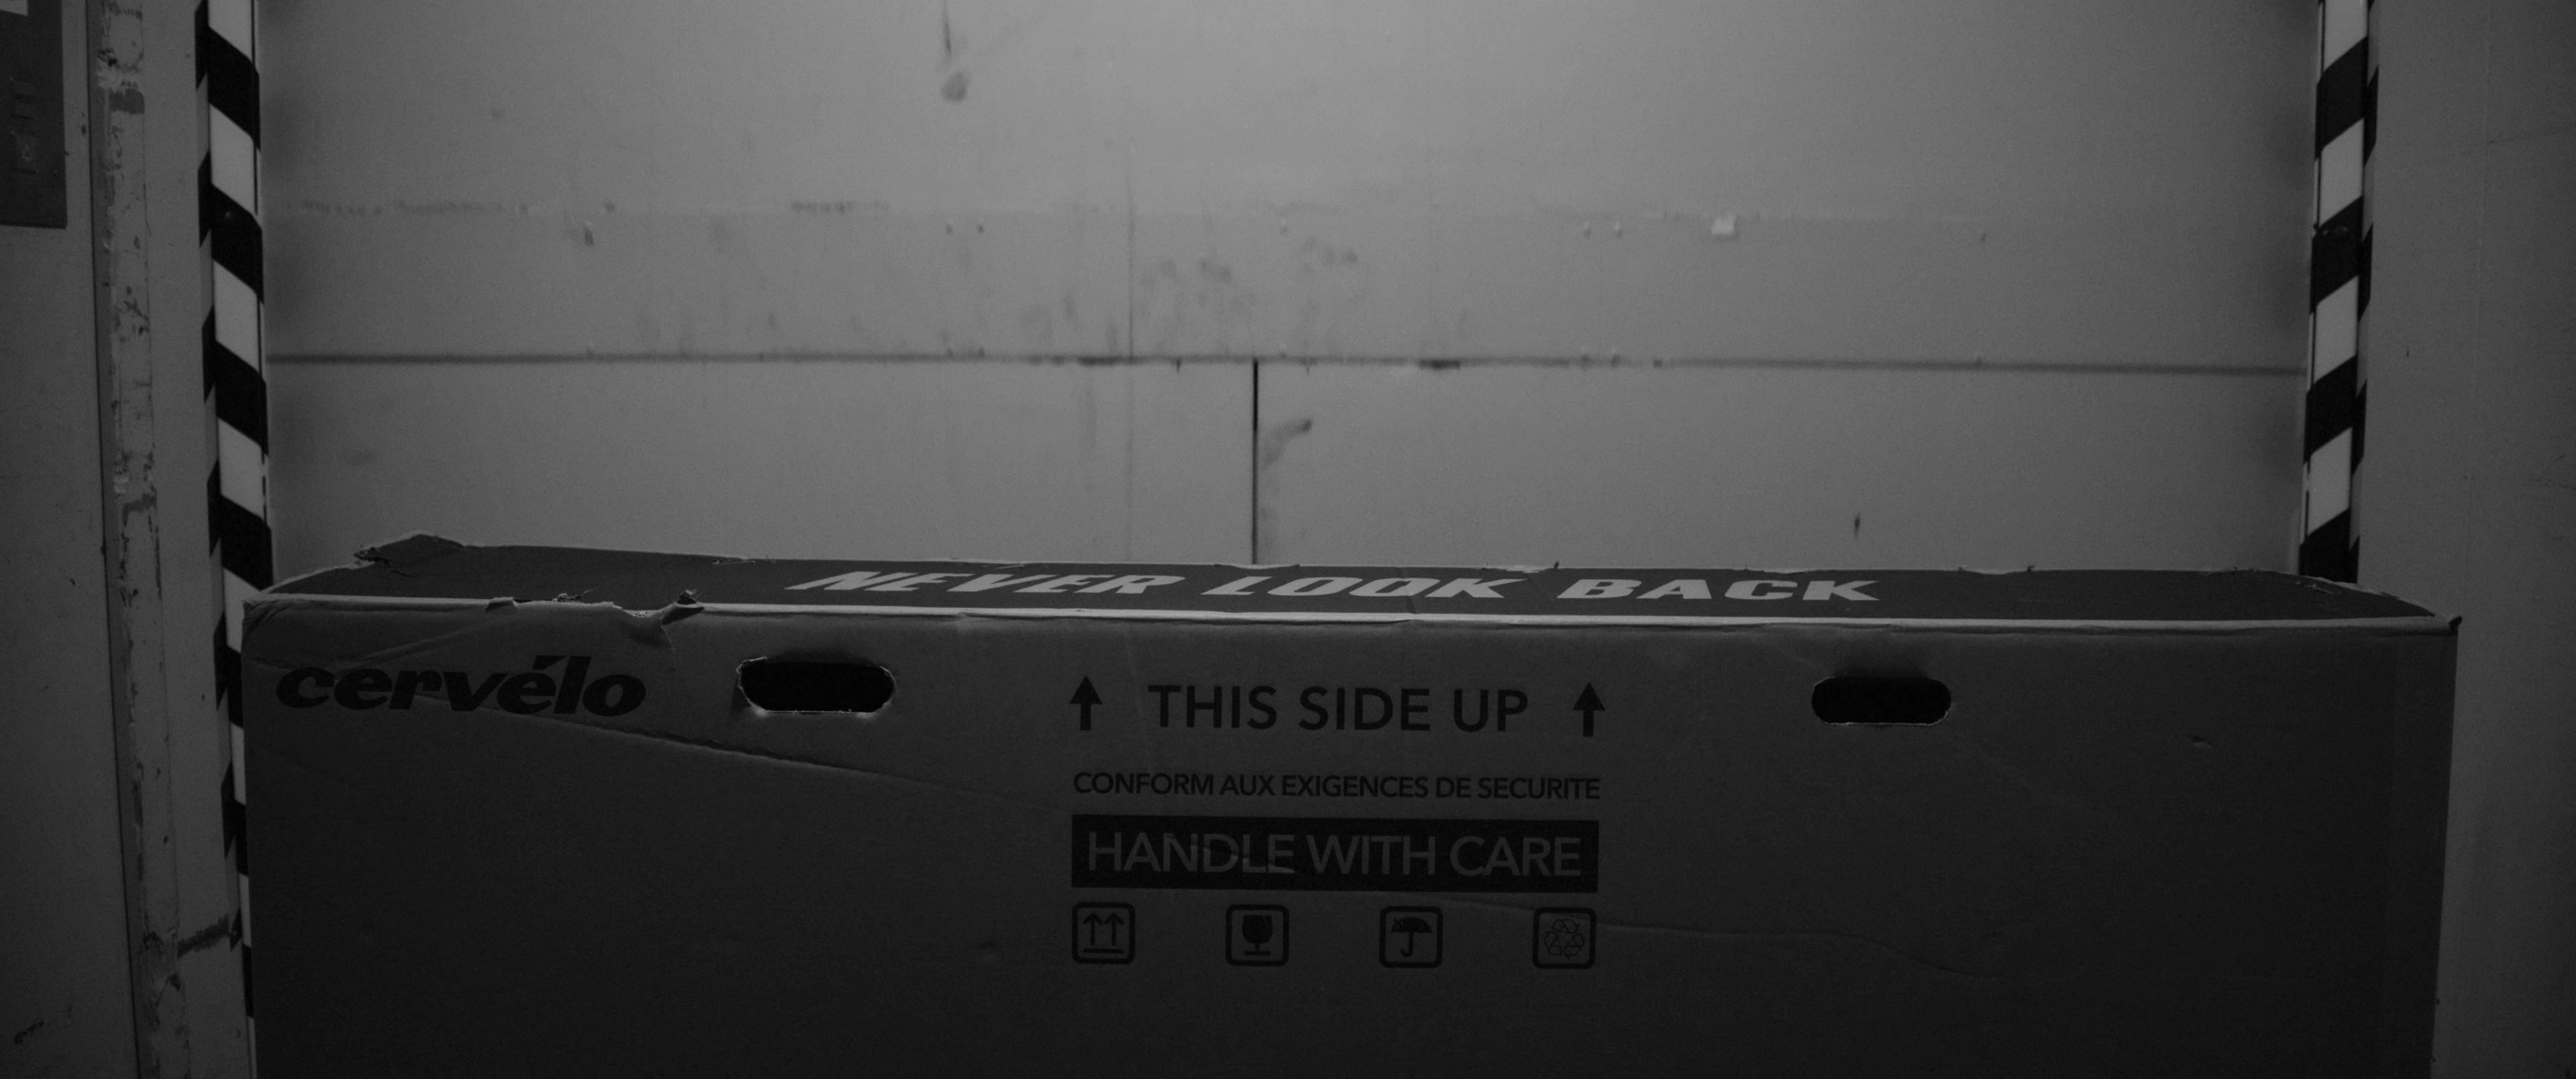 NEVER LOOK BACK
cervélo
THIS SIDE UP
CONFORM AUX EXIGENCES DE SECURITE
HANDLE WITH CARE